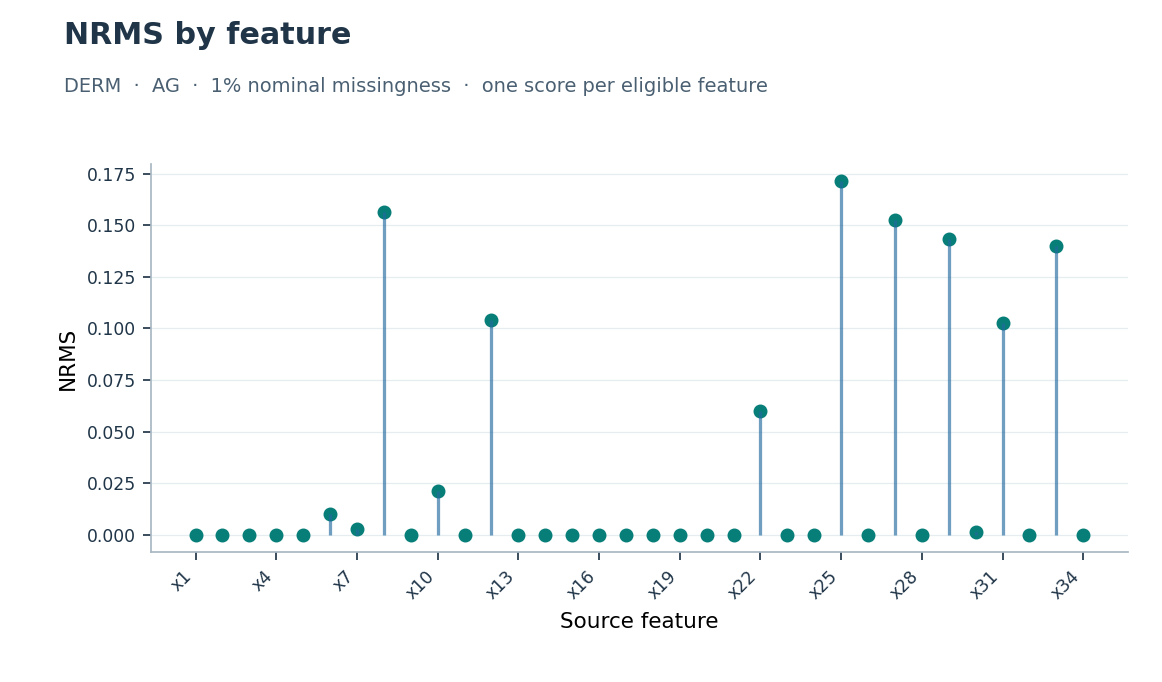 NRMS by feature
DERM · AG · 1% nominal missingness · one score per eligible feature
0.175
0.150
0.125
0.100
0.075
0.050
0.025
0.000
NRMS
x1 x4 x7 x10 x13 x16 x19 x22 x25 x28 x31 x34
Source feature